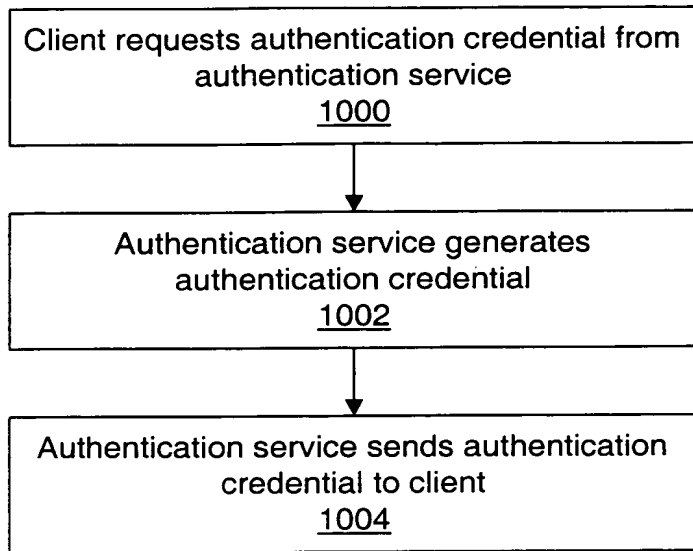 Client requests authentication credential from
authentication service
1000
Authentication service generates
authentication credential
1002
Authentication service sends authentication
credential to client
1004